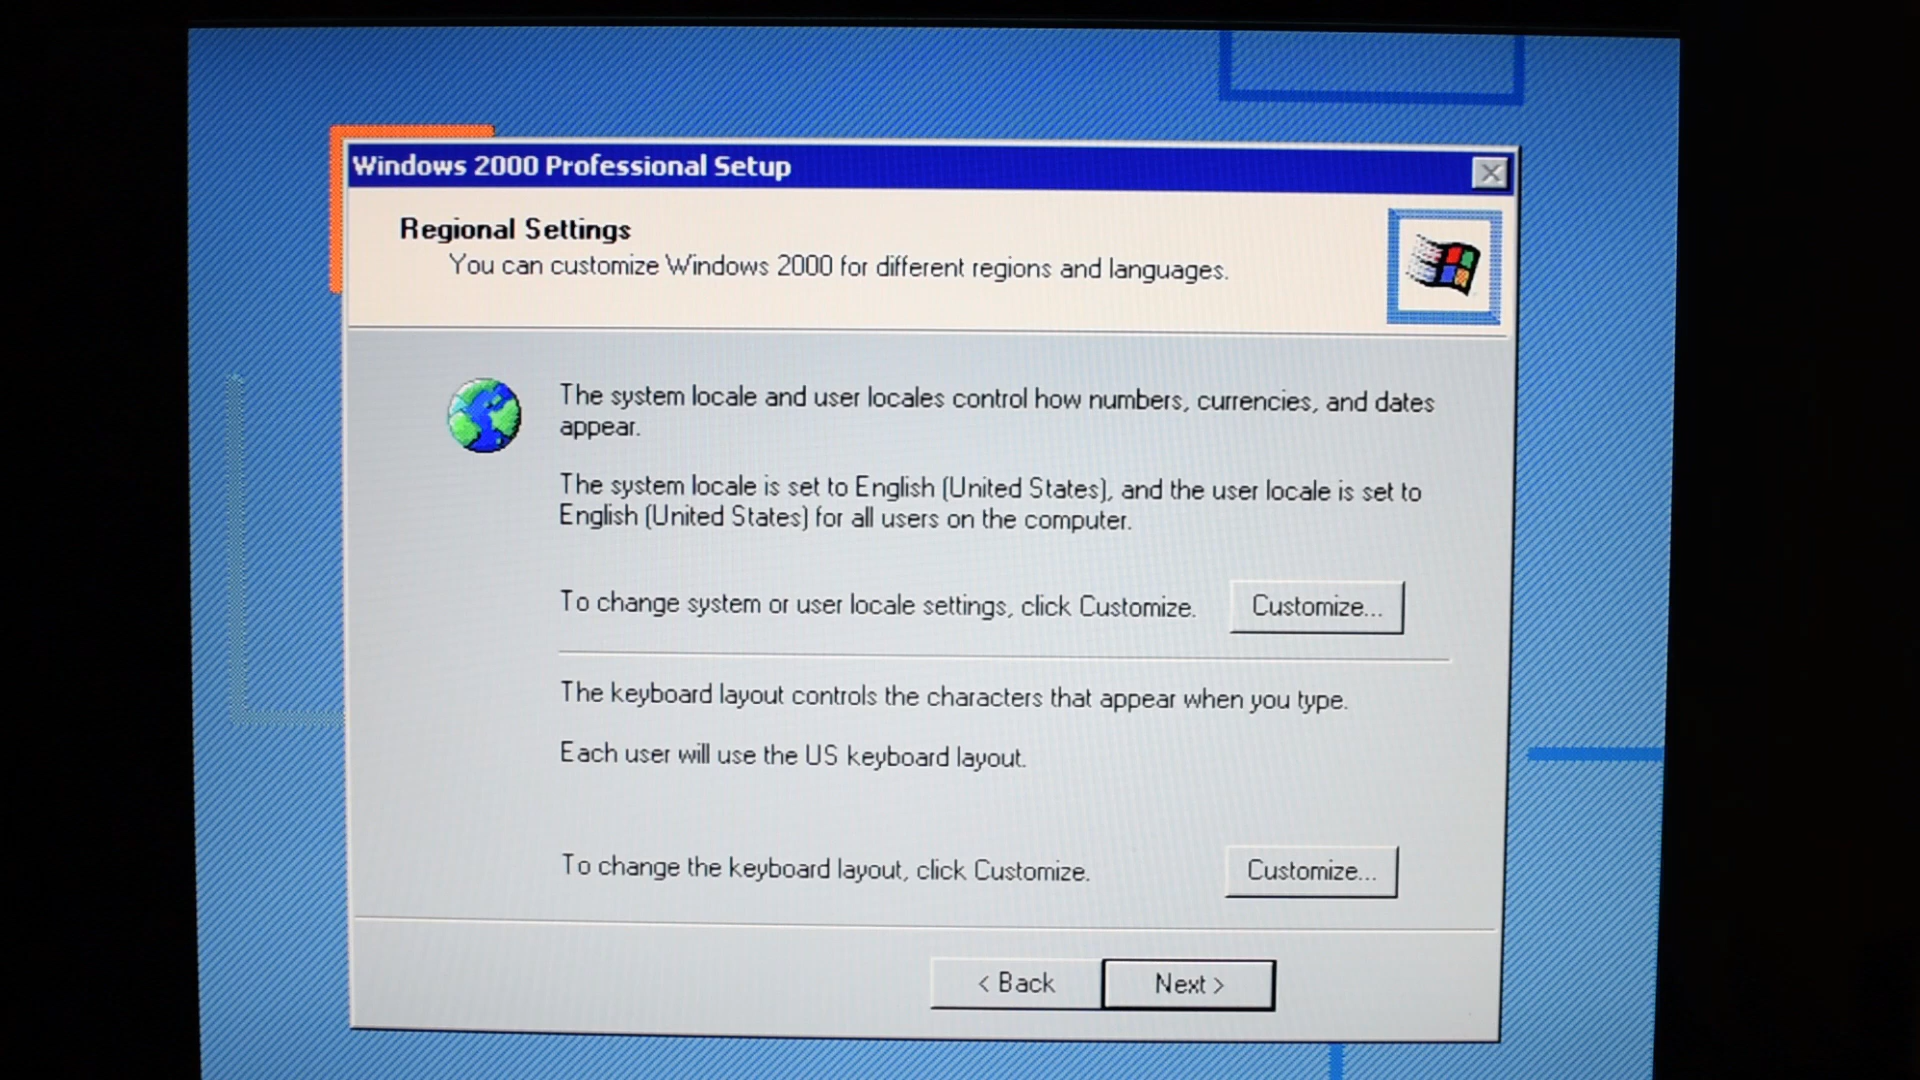 Windows 2000 Professional Setup
Regional Settings
You can customize Windows 2000 for different regions and languages.
The system locale and user locales control how numbers, currencies, and dates
appear.
The system locale is set to English (United States), and the user locale is set to
English (United States) for all users on the computer.
To change system or user locale settings, click Customize.
Customize...
The keyboard layout controls the characters that appear when you type.
Each user will use the US keyboard layout.
To change the keyboard layout, click Customize.
Customize...
< Back
Next >